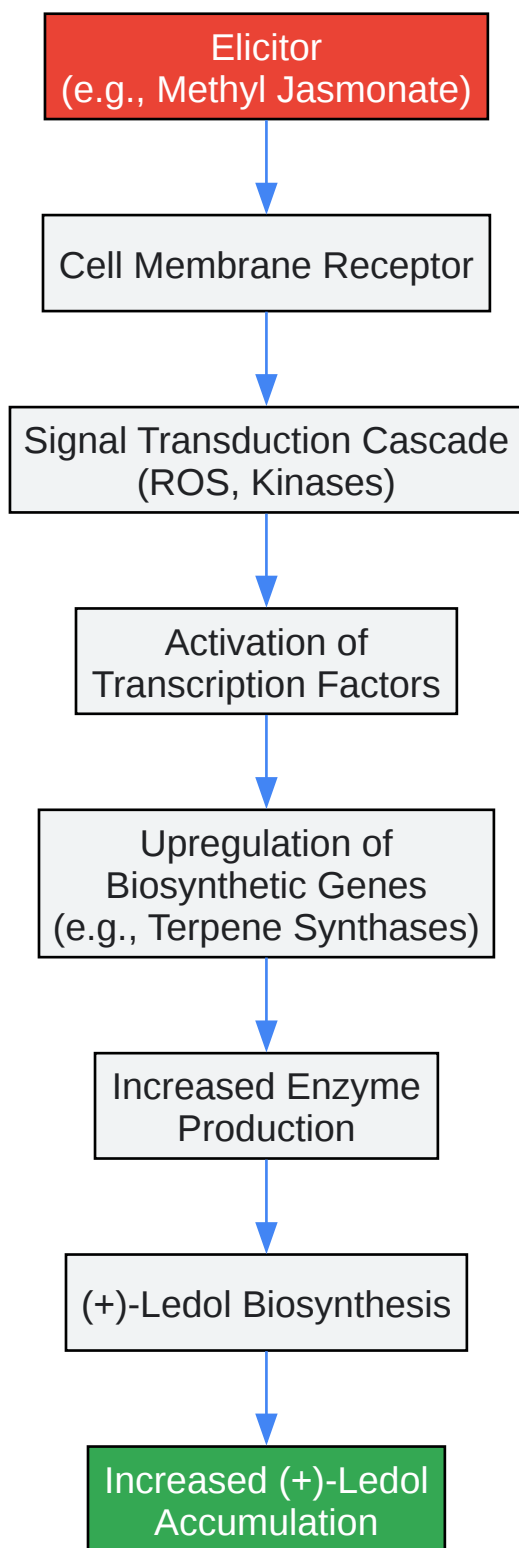 Elicitor
(e.g., Methyl Jasmonate)
Cell Membrane Receptor
Signal Transduction Cascade
(ROS, Kinases)
Activation of
Transcription Factors
Upregulation of
Biosynthetic Genes
(e.g., Terpene Synthases)
Increased Enzyme
Production
(+)-Ledol Biosynthesis
Increased (+)-Ledol
Accumulation